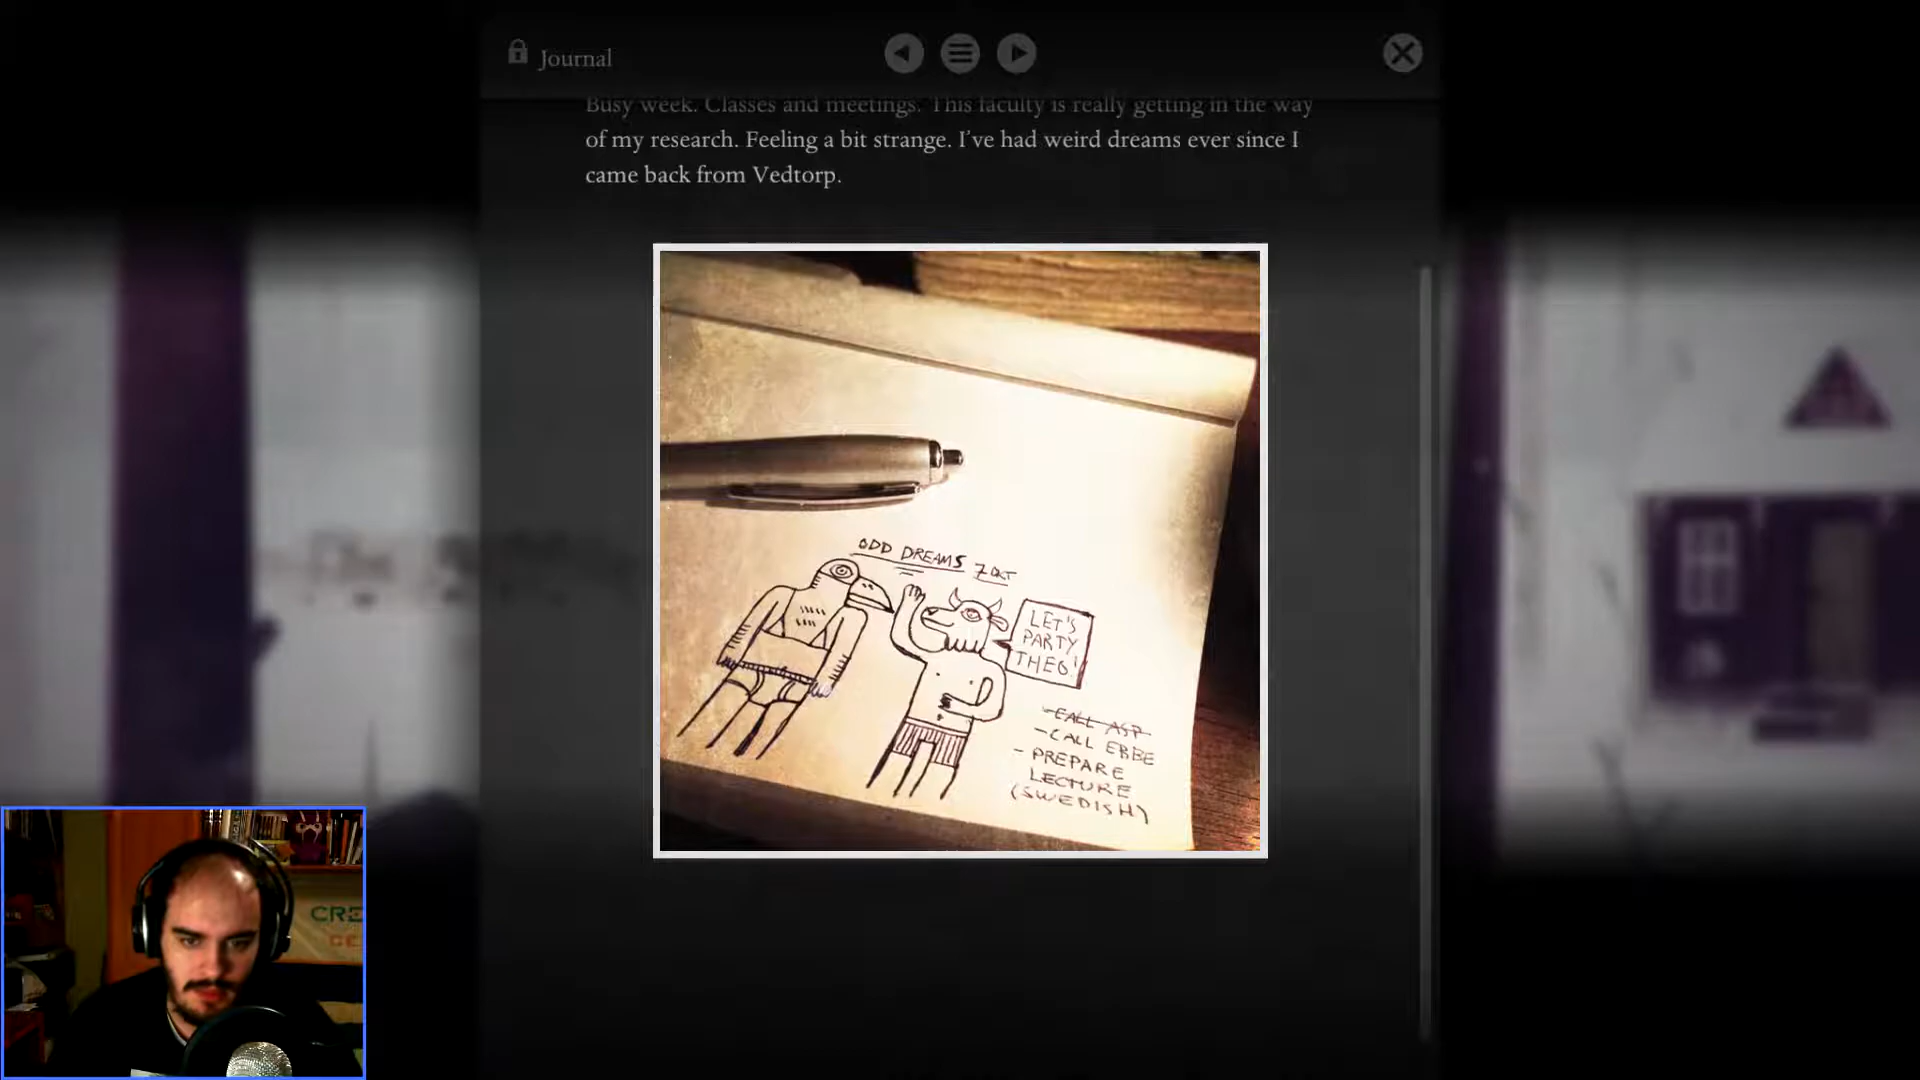 Journal
Busy week. Classes and meetings. This faculty is really getting in the way
of my research. Feeling a bit strange. I've had weird dreams ever since I
came back from Vedtorp.
ODD DREAMS 7 OKT
LET'S
PARTY
THEO!
-CALL ASP
-CALL EBBE
-PREPARE
LECTURE
(SWEDISH)